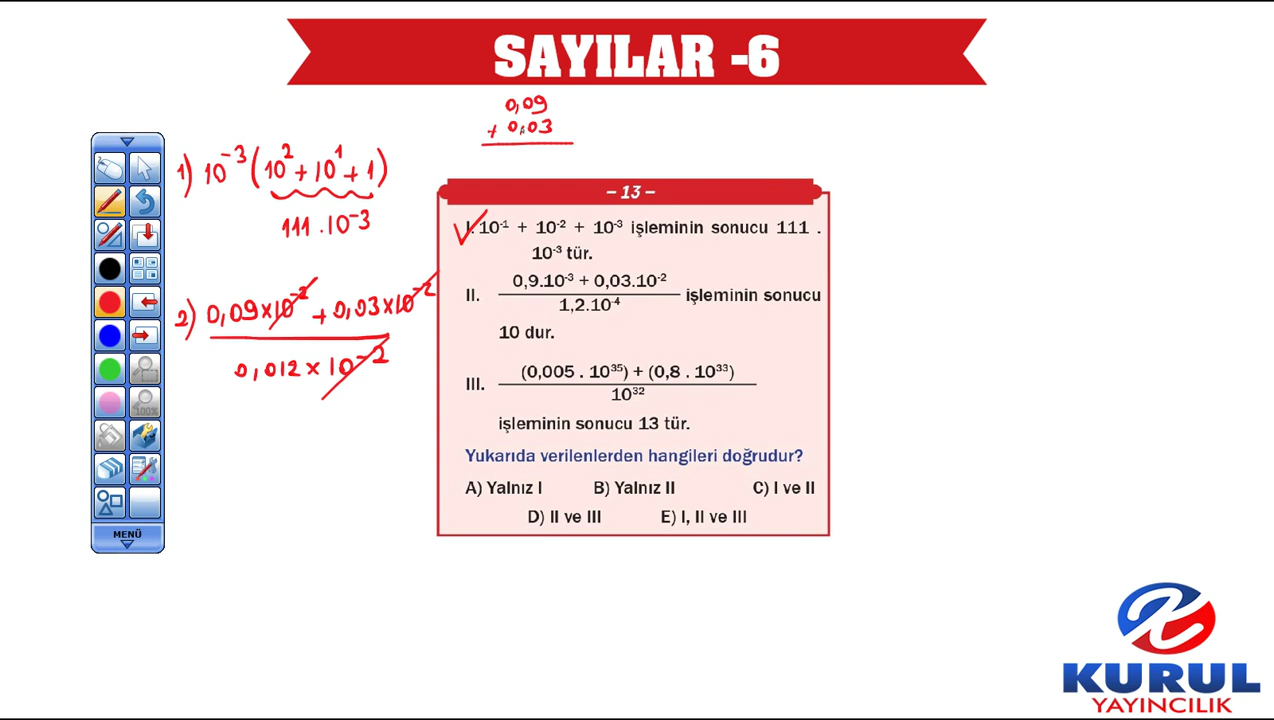 SAYILAR -6
0,09
+ 0,03
1) 10⁻³ (10² + 10¹ + 1)
111 . 10⁻³
2) 0,09×10⁻² + 0,03×10⁻²
0,012 × 10⁻²
– 13 –
I. 10⁻¹ + 10⁻² + 10⁻³ işleminin sonucu 111 .
10⁻³ tür.
0,9.10⁻³ + 0,03.10⁻²
II. işleminin sonucu
1,2.10⁻⁴
10 dur.
(0,005 . 10³⁵) + (0,8 . 10³³)
III.
10³²
işleminin sonucu 13 tür.
Yukarıda verilenlerden hangileri doğrudur?
A) Yalnız I B) Yalnız II C) I ve II
D) II ve III E) I, II ve III
MENÜ
100%
KURUL
YAYINCILIK